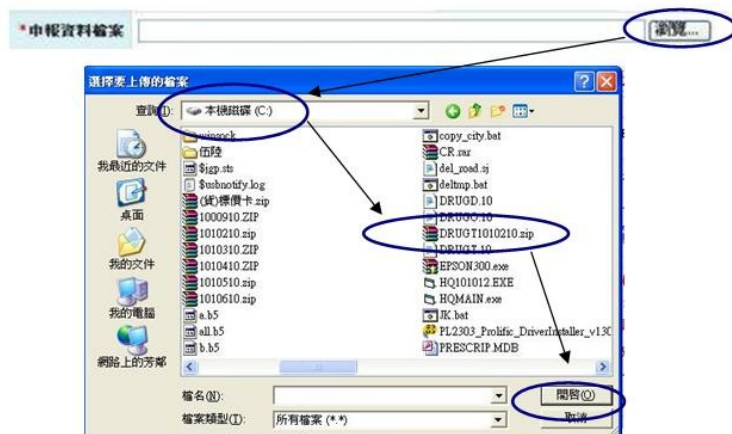 *申報資料檔案
瀏覽...
選擇要上傳的檔案
查詢(I):
本機磁碟 (C:)
我最近的文件
桌面
我的文件
我的電腦
網路上的芳鄰
winsock
伍陸
$jgp.sts
$usbnotify.log
(貨)標價卡.zip
1000910.ZIP
1010210.zip
1010310.ZIP
1010410.ZIP
1010510.zip
1010610.zip
a.b5
all.b5
b.b5
copy_city.bat
CR.rar
del_road.sj
deltmp.bat
DRUGD.10
DRUGO.10
DRUGT1010210.zip
DRUGT.10
EPSON300.exe
HQ101012.EXE
HQMAIN.exe
JK.bat
PL2303_Prolific_DriverInstaller_v130
PRESCRIP.MDB
檔名(N):
開啓(O)
檔案類型(T):
所有檔案 (*.*)
取消